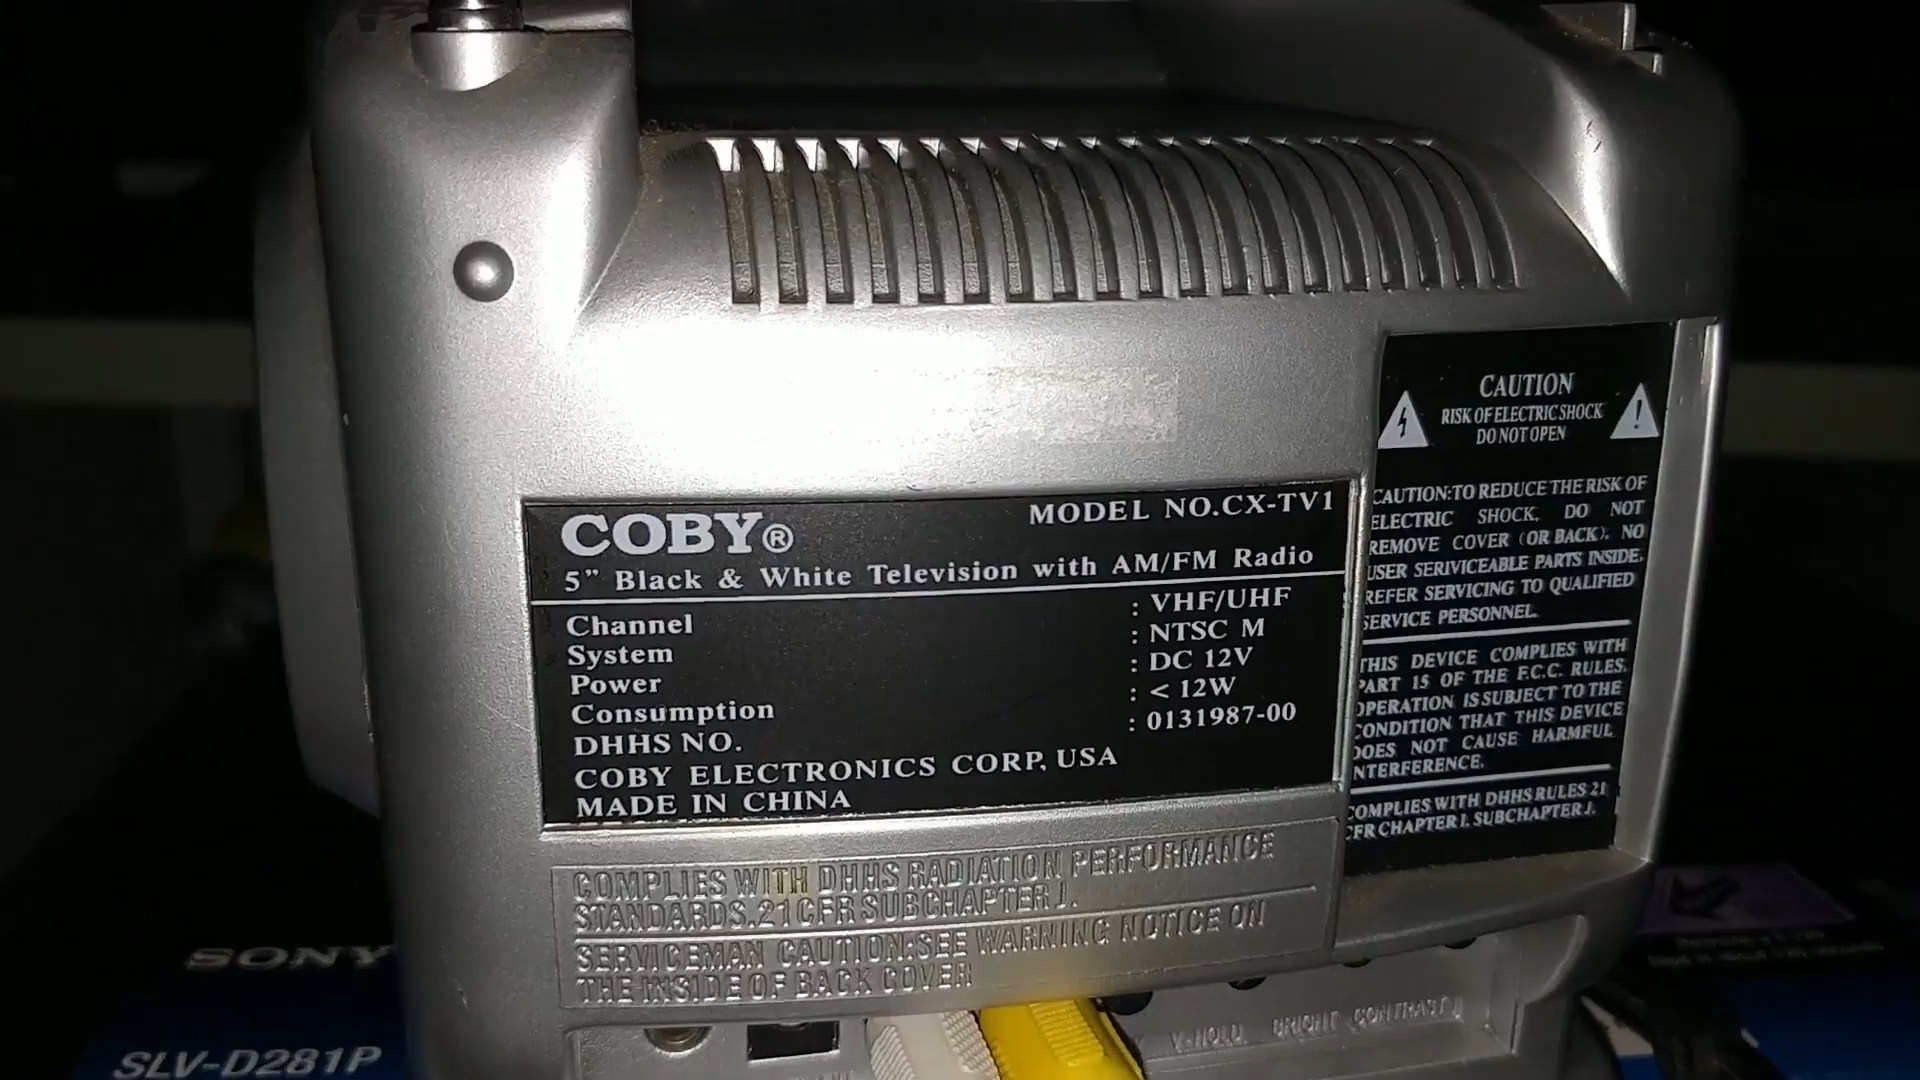 COBY®
MODEL NO.CX-TV1
5” Black & White Television with AM/FM Radio
Channel : VHF/UHF
System : NTSC M
Power : DC 12V
Consumption : < 12W
DHHS NO. : 0131987-00
COBY ELECTRONICS CORP, USA
MADE IN CHINA
COMPLIES WITH DHHS RADIATION PERFORMANCE
STANDARDS.21 CFR SUBCHAPTER J.
SERVICEMAN CAUTION:SEE WARNING NOTICE ON
THE INSIDE OF BACK COVER
CAUTION
RISK OF ELECTRIC SHOCK
DO NOT OPEN
CAUTION:TO REDUCE THE RISK OF
ELECTRIC SHOCK, DO NOT
REMOVE COVER (OR BACK). NO
USER SERIVICEABLE PARTS INSIDE.
REFER SERVICING TO QUALIFIED
SERVICE PERSONNEL.
THIS DEVICE COMPLIES WITH
PART 15 OF THE F.C.C. RULES.
OPERATION IS SUBJECT TO THE
CONDITION THAT THIS DEVICE
DOES NOT CAUSE HARMFUL
INTERFERENCE.
COMPLIES WITH DHHS RULES 21
CFR CHAPTER I. SUBCHAPTER J.
V-HOLD BRIGHT CONTRAST
SONY
SLV-D281P